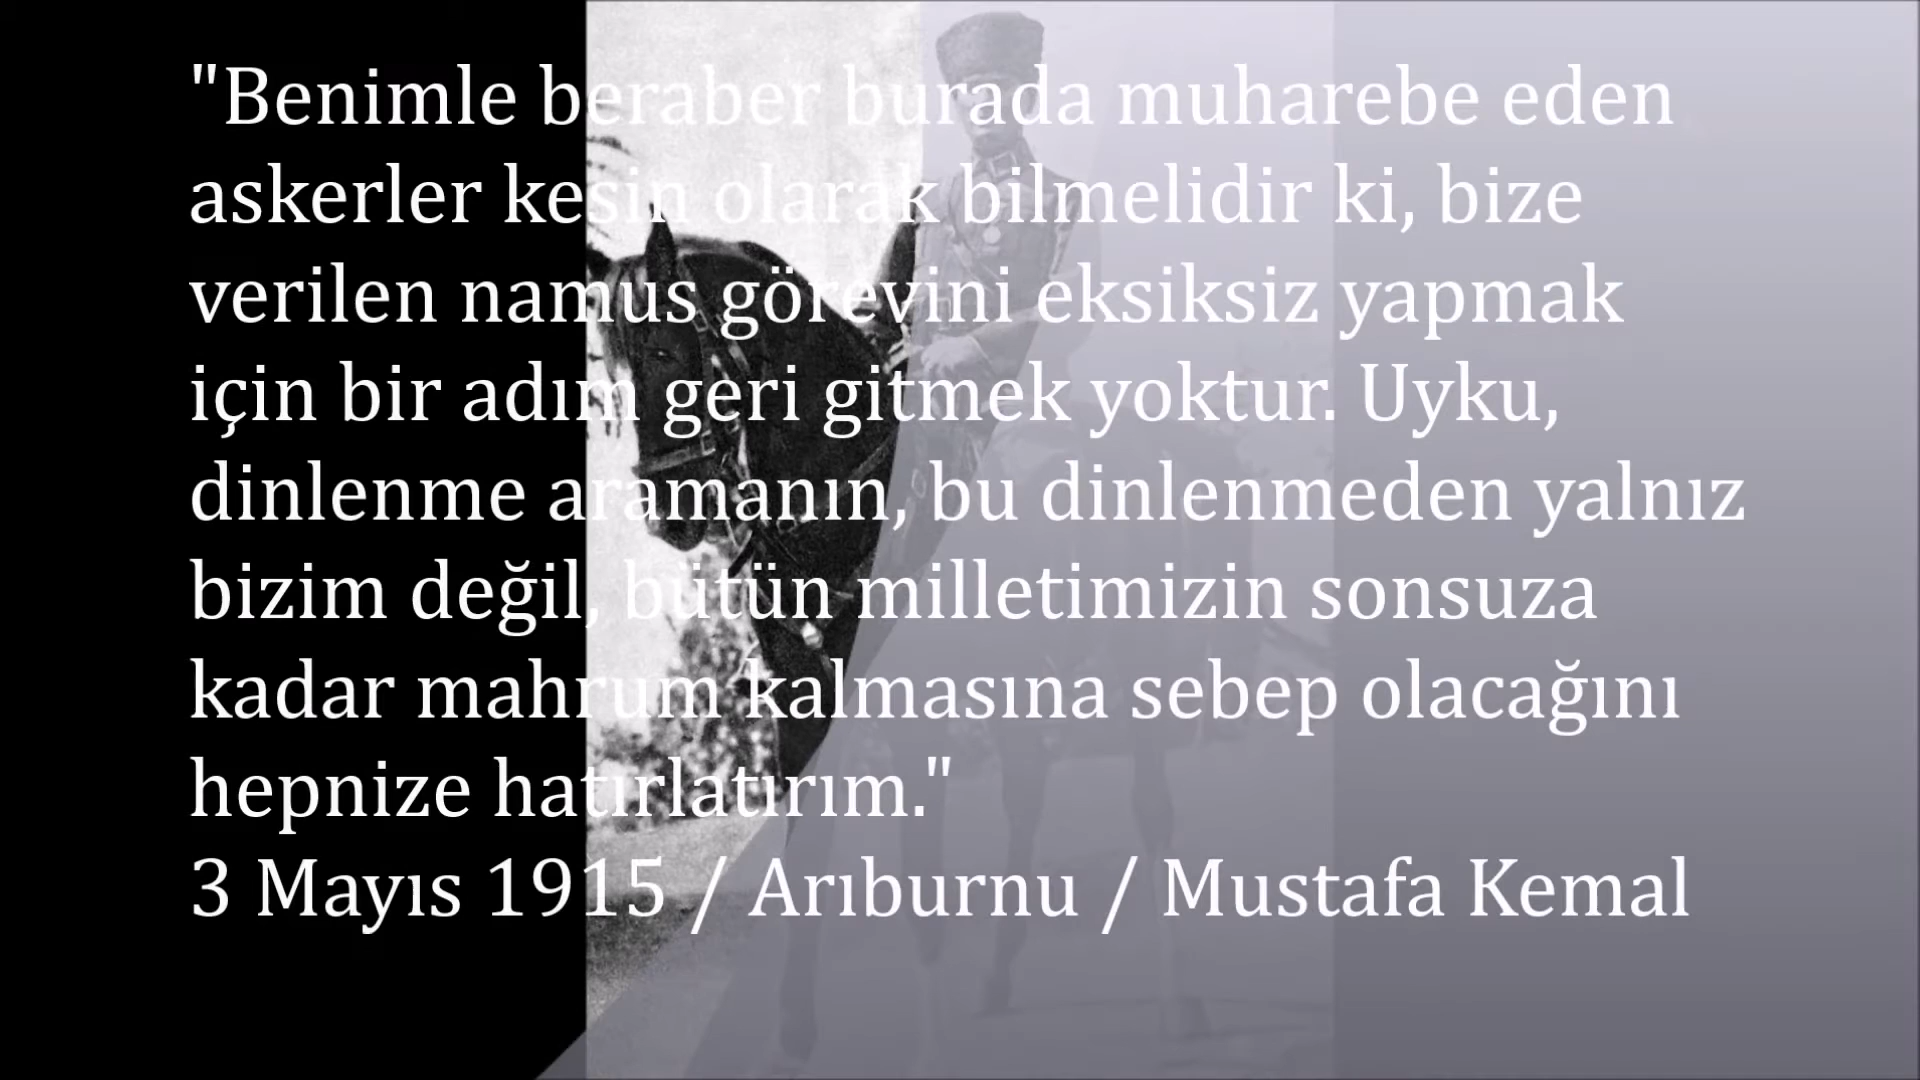 "Benimle beraber burada muharebe eden
askerler kesin olarak bilmelidir ki, bize
verilen namus görevini eksiksiz yapmak
için bir adım geri gitmek yoktur. Uyku,
dinlenme aramanın, bu dinlenmeden yalnız
bizim değil, bütün milletimizin sonsuza
kadar mahrum kalmasına sebep olacağını
hepnize hatırlatırım."
3 Mayıs 1915 / Arıburnu / Mustafa Kemal